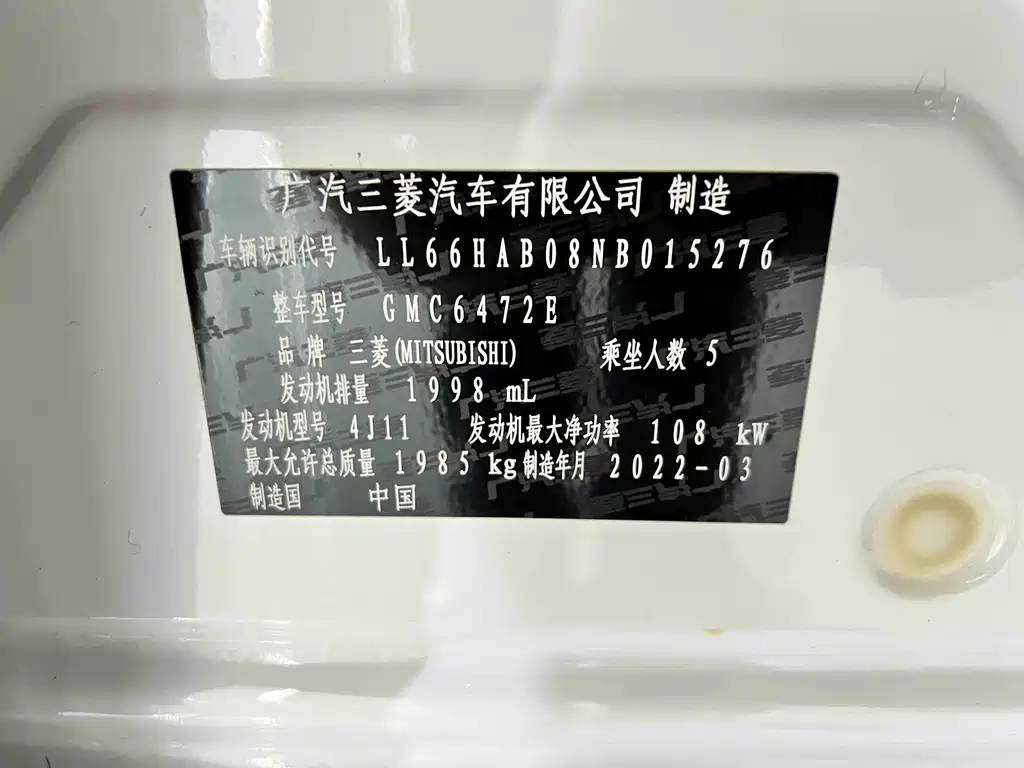 广汽三菱汽车有限公司 制造
车辆识别代号 LL66HAB08NB015276
整车型号 GMC6472E
品牌 三菱(MITSUBISHI) 乘坐人数 5
发动机排量 1998 mL
发动机型号 4J11 发动机最大净功率 108 kW
最大允许总质量 1985 kg 制造年月 2022-03
制造国 中国